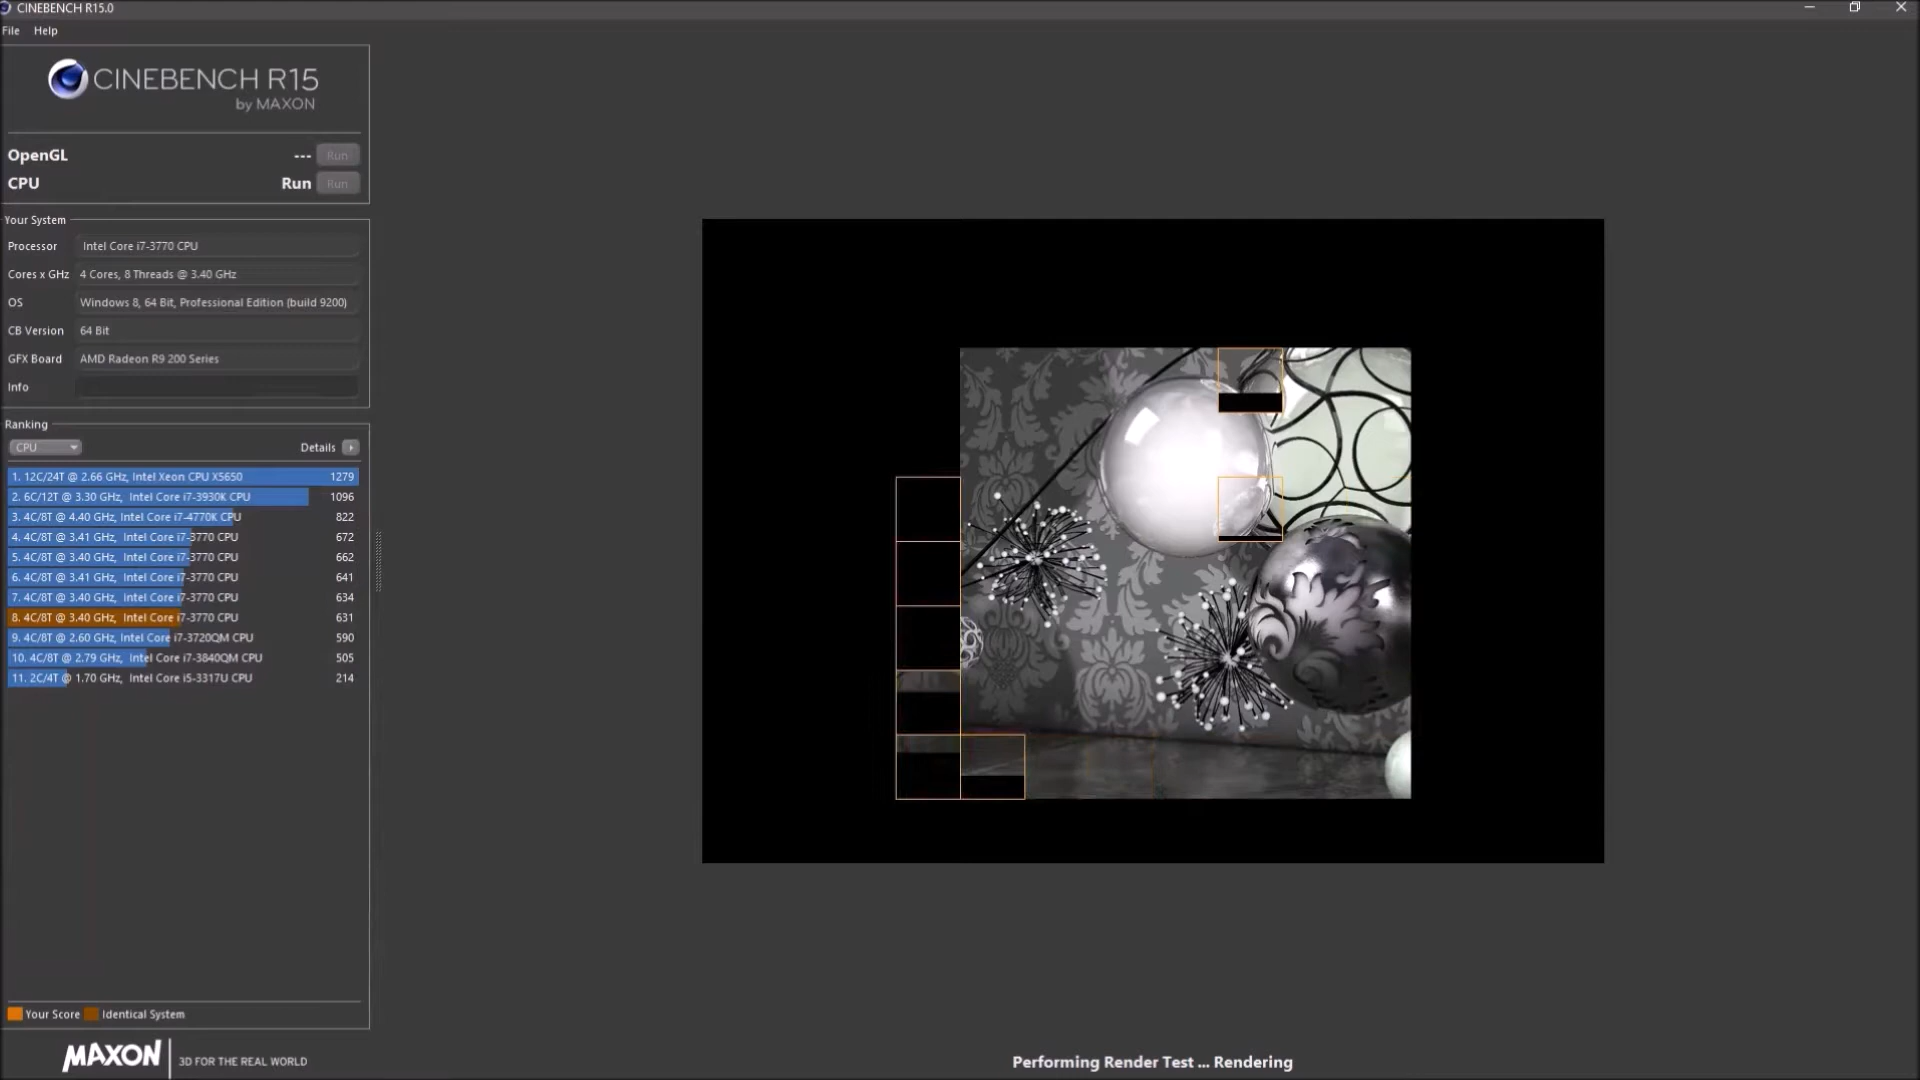 CINEBENCH R15.0
File Help
CINEBENCH R15
by MAXON
OpenGL --- Run
CPU Run Run
Your System
Processor Intel Core i7-3770 CPU
Cores x GHz 4 Cores, 8 Threads @ 3.40 GHz
OS Windows 8, 64 Bit, Professional Edition (build 9200)
CB Version 64 Bit
GFX Board AMD Radeon R9 200 Series
Info
Ranking
CPU Details
1. 12C/24T @ 2.66 GHz, Intel Xeon CPU X5650 1279
2. 6C/12T @ 3.30 GHz, Intel Core i7-3930K CPU 1096
3. 4C/8T @ 4.40 GHz, Intel Core i7-4770K CPU 822
4. 4C/8T @ 3.41 GHz, Intel Core i7-3770 CPU 672
5. 4C/8T @ 3.40 GHz, Intel Core i7-3770 CPU 662
6. 4C/8T @ 3.41 GHz, Intel Core i7-3770 CPU 641
7. 4C/8T @ 3.40 GHz, Intel Core i7-3770 CPU 634
8. 4C/8T @ 3.40 GHz, Intel Core i7-3770 CPU 631
9. 4C/8T @ 2.60 GHz, Intel Core i7-3720QM CPU 590
10. 4C/8T @ 2.79 GHz, Intel Core i7-3840QM CPU 505
11. 2C/4T @ 1.70 GHz, Intel Core i5-3317U CPU 214
Your Score Identical System
MAXON 3D FOR THE REAL WORLD
Performing Render Test ... Rendering